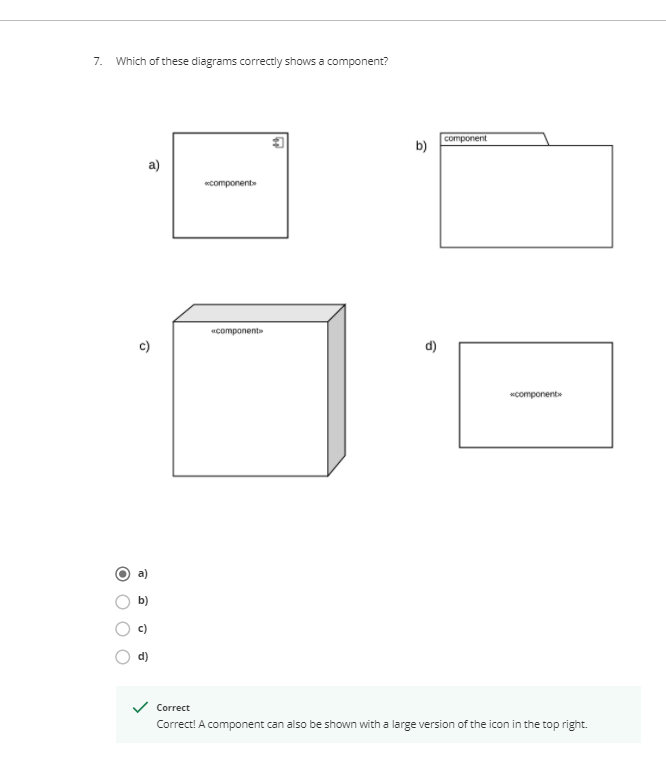 7. Which of these diagrams correctly shows a component?
a)
«component»
b)
component
c)
«component»
d)
«component»
a)
b)
c)
d)
Correct
Correct! A component can also be shown with a large version of the icon in the top right.